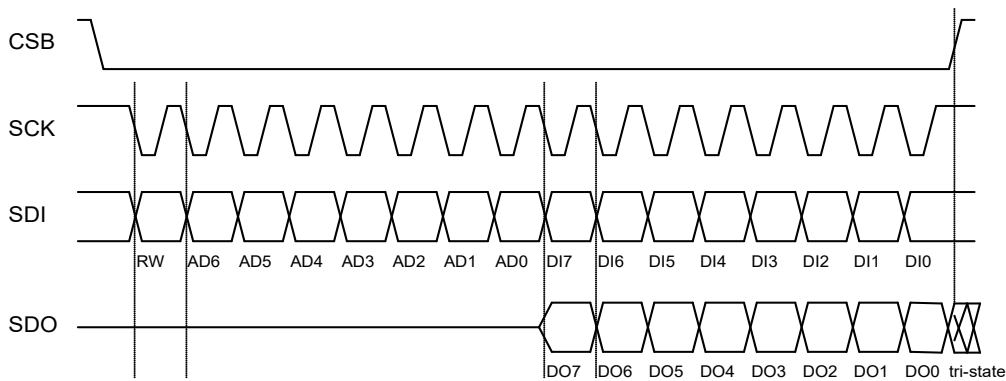 CSB
SCK
SDI
RW AD6 AD5 AD4 AD3 AD2 AD1 AD0 DI7 DI6 DI5 DI4 DI3 DI2 DI1 DI0
SDO
DO7 DO6 DO5 DO4 DO3 DO2 DO1 DO0 tri-state